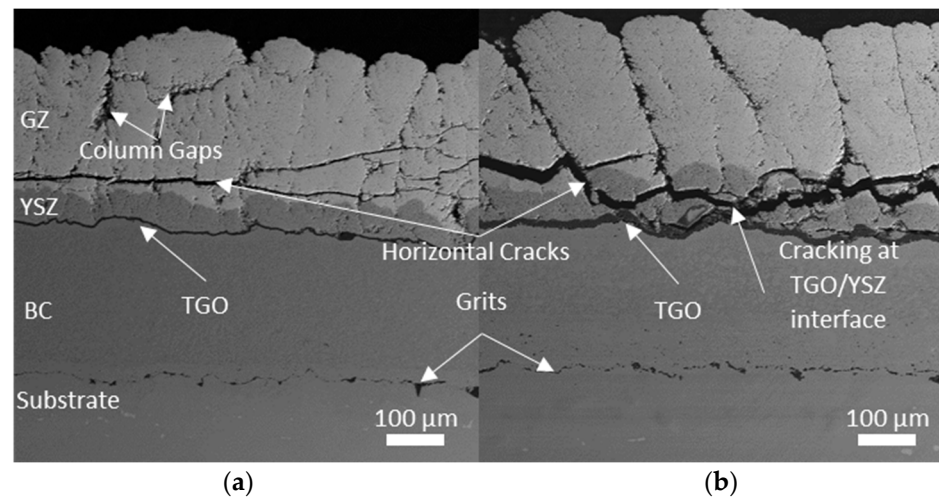 GZ
Column Gaps
YSZ
Horizontal Cracks
TGO
BC
Grits
TGO
Cracking at
TGO/YSZ
interface
Substrate
100 µm
100 µm
(a)
(b)